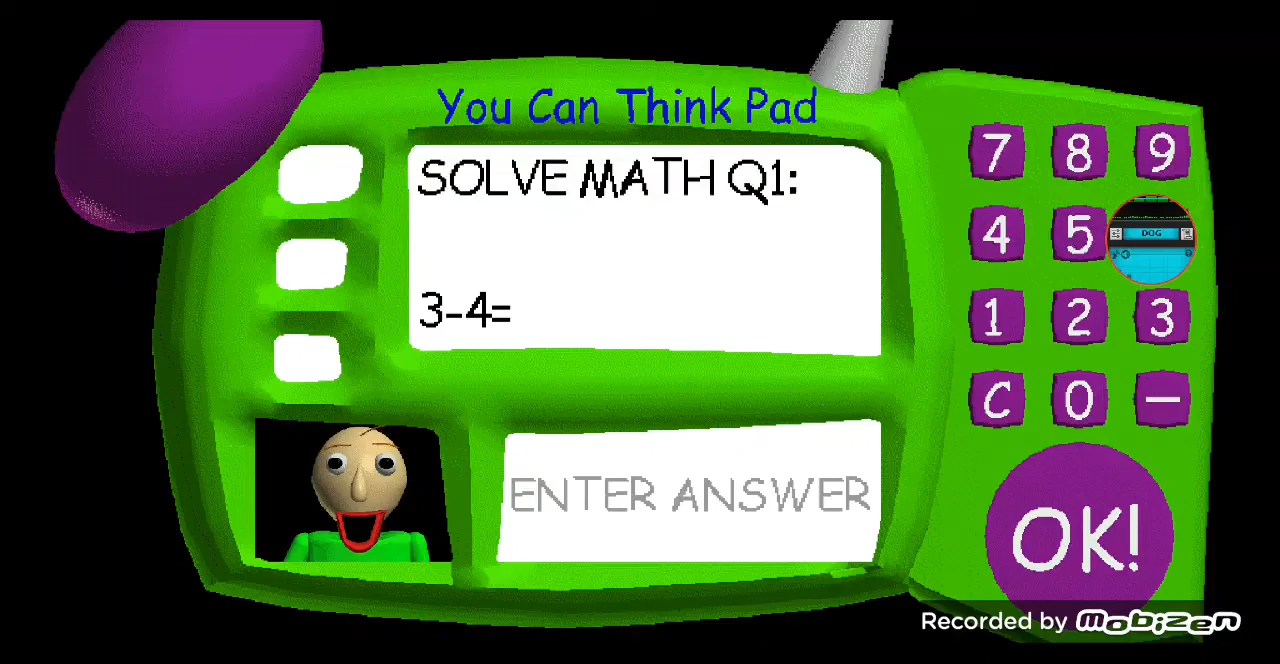 You Can Think Pad
SOLVE MATH Q1:
3-4=
ENTER ANSWER
7 8 9
4 5
DOG
1 2 3
C 0 —
OK!
Recorded by Mobizen